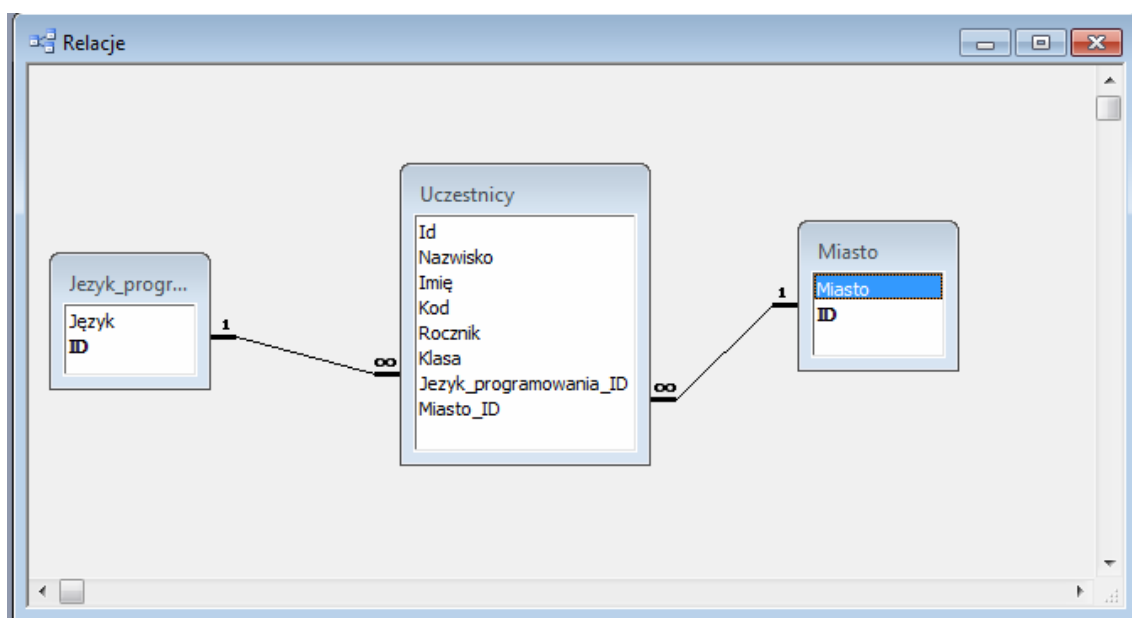 Relacje
Jezyk_progr...
Język
ID
1
∞
Uczestnicy
Id
Nazwisko
Imię
Kod
Rocznik
Klasa
Jezyk_programowania_ID
Miasto_ID
∞
1
Miasto
Miasto
ID